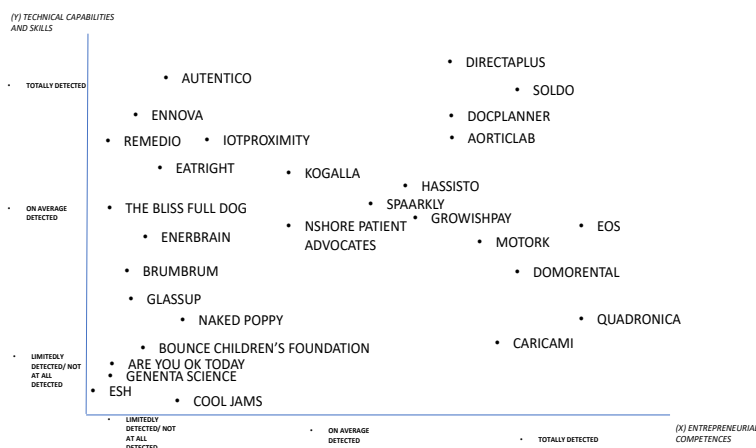 (Y) TECHNICAL CAPABILITIES
AND SKILLS
• DIRECTAPLUS
• AUTENTICO
• TOTALLY DETECTED
• SOLDO
• ENNOVA
• DOCPLANNER
• REMEDIO
• IOTPROXIMITY
• AORTICLAB
• EATRIGHT
• KOGALLA
• HASSISTO
• SPAARKLY
• ON AVERAGE
DETECTED
• THE BLISS FULL DOG
• GROWISHPAY
• NSHORE PATIENT
ADVOCATES
• EOS
• ENERBRAIN
• MOTORK
• BRUMBRUM
• DOMORENTAL
• GLASSUP
• NAKED POPPY
• QUADRONICA
• CARICAMI
• BOUNCE CHILDREN'S FOUNDATION
• LIMITEDLY
DETECTED/ NOT
AT ALL
DETECTED
• ARE YOU OK TODAY
• GENENTA SCIENCE
• ESH
• COOL JAMS
• LIMITEDLY
DETECTED/ NOT
AT ALL
DETECTED
• ON AVERAGE
DETECTED
• TOTALLY DETECTED
(X) ENTREPRENEURIAL
COMPETENCES